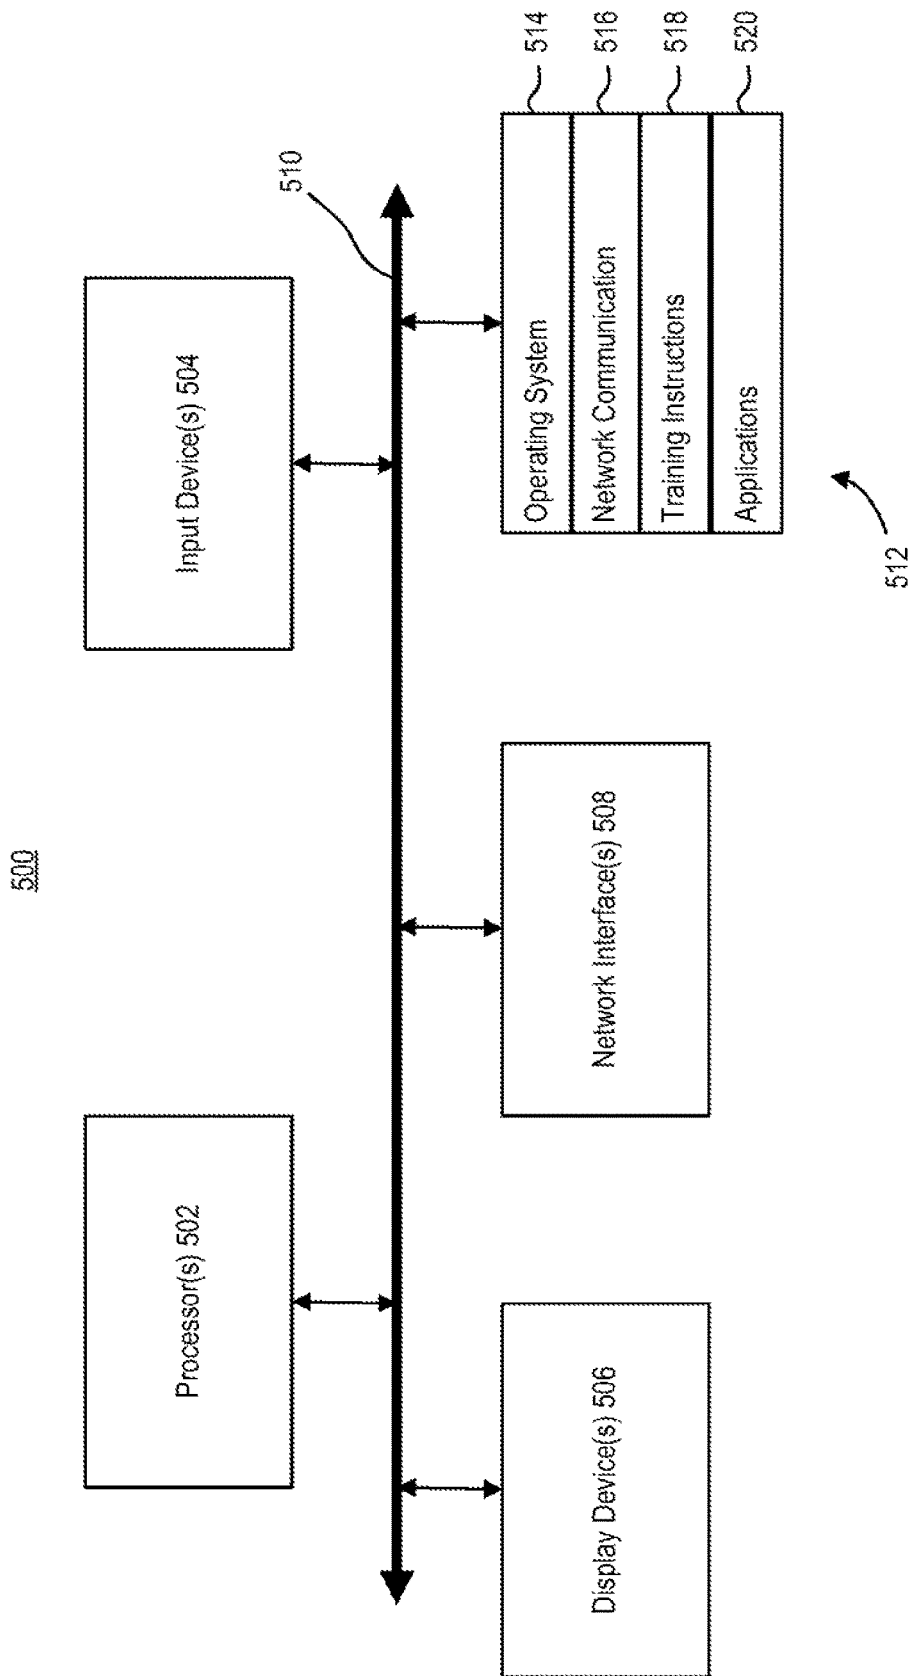 500
Processor(s) 502
Input Device(s) 504
510
Display Device(s) 506
Network Interface(s) 508
Operating System
514
Network Communication
516
Training Instructions
518
Applications
520
512